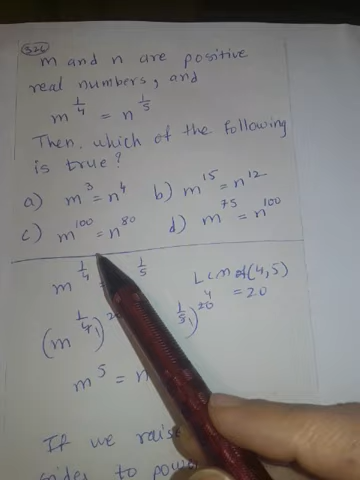 326
m and n are positive
real numbers, and
m^1/4 = n^1/5
Then, which of the following
is true?
a) m^3 = n^4 b) m^15 = n^12
c) m^100 = n^80 d) m^75 = n^100
m^1/4 = 1/5 Lcm of (4,5)
= 20
(m^1/4) 1/5)^20
m^5 = n
If we raise
sides to pow